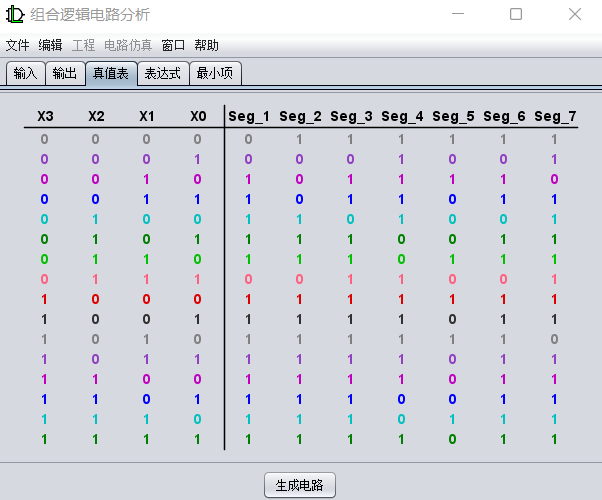 组合逻辑电路分析
文件 编辑 工程 电路仿真 窗口 帮助
输入 输出 真值表 表达式 最小项
X3 X2 X1 X0 Seg_1 Seg_2 Seg_3 Seg_4 Seg_5 Seg_6 Seg_7
0 0 0 0 0 1 1 1 1 1 1
0 0 0 1 0 0 0 1 0 0 1
0 0 1 0 1 0 1 1 1 1 0
0 0 1 1 1 0 1 1 0 1 1
0 1 0 0 1 1 0 1 0 0 1
0 1 0 1 1 1 1 0 0 1 1
0 1 1 0 1 1 1 0 1 1 1
0 1 1 1 0 0 1 1 0 0 1
1 0 0 0 1 1 1 1 1 1 1
1 0 0 1 1 1 1 1 0 1 1
1 0 1 0 1 1 1 1 1 1 0
1 0 1 1 1 1 1 1 0 1 1
1 1 0 0 1 1 1 1 0 1 1
1 1 0 1 1 1 1 0 0 1 1
1 1 1 0 1 1 1 0 1 1 1
1 1 1 1 1 1 1 1 0 1 1
生成电路